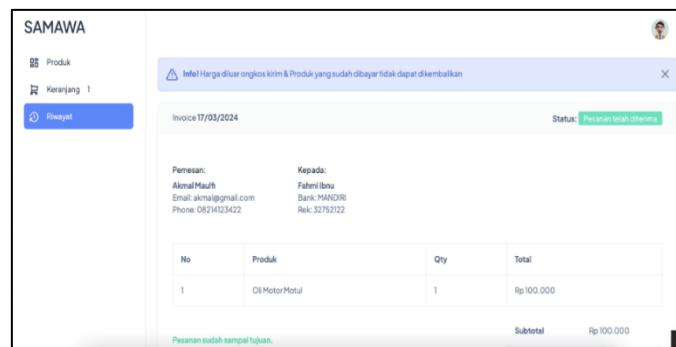 SAMAWA
Produk
Keranjang 1
Riwayat
Info! Harga diluar ongkos kirim & Produk yang sudah dibayar tidak dapat dikembalikan
Invoice 17/03/2024
Status: Pesanan telah diterima
Pemesan:
Akmal Maulfi
Email: akmal@gmail.com
Phone: 08214123422
Kepada:
Fahmi Ibnu
Bank: MANDIRI
Rek: 32752122
No Produk Qty Total
1 Oli Motor Motul 1 Rp 100.000
Subtotal Rp 100.000
Pesanan sudah sampai tujuan.